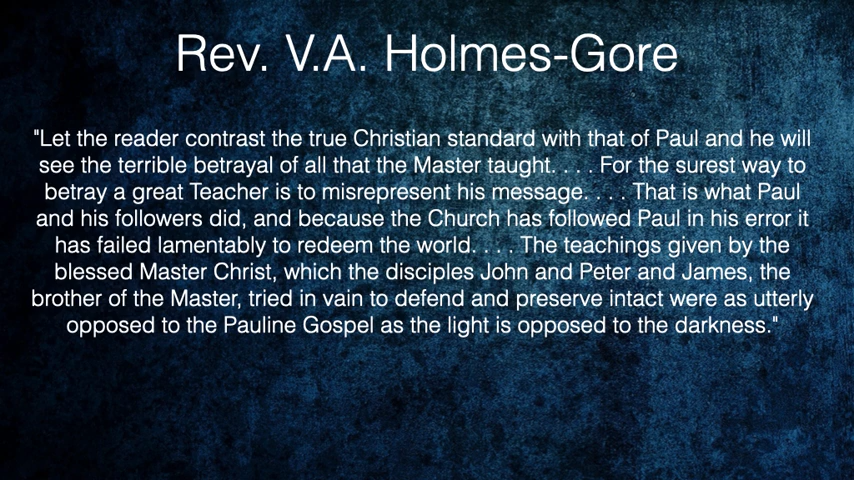 Rev. V.A. Holmes-Gore
"Let the reader contrast the true Christian standard with that of Paul and he will
see the terrible betrayal of all that the Master taught. . . . For the surest way to
betray a great Teacher is to misrepresent his message. . . . That is what Paul
and his followers did, and because the Church has followed Paul in his error it
has failed lamentably to redeem the world. . . . The teachings given by the
blessed Master Christ, which the disciples John and Peter and James, the
brother of the Master, tried in vain to defend and preserve intact were as utterly
opposed to the Pauline Gospel as the light is opposed to the darkness."